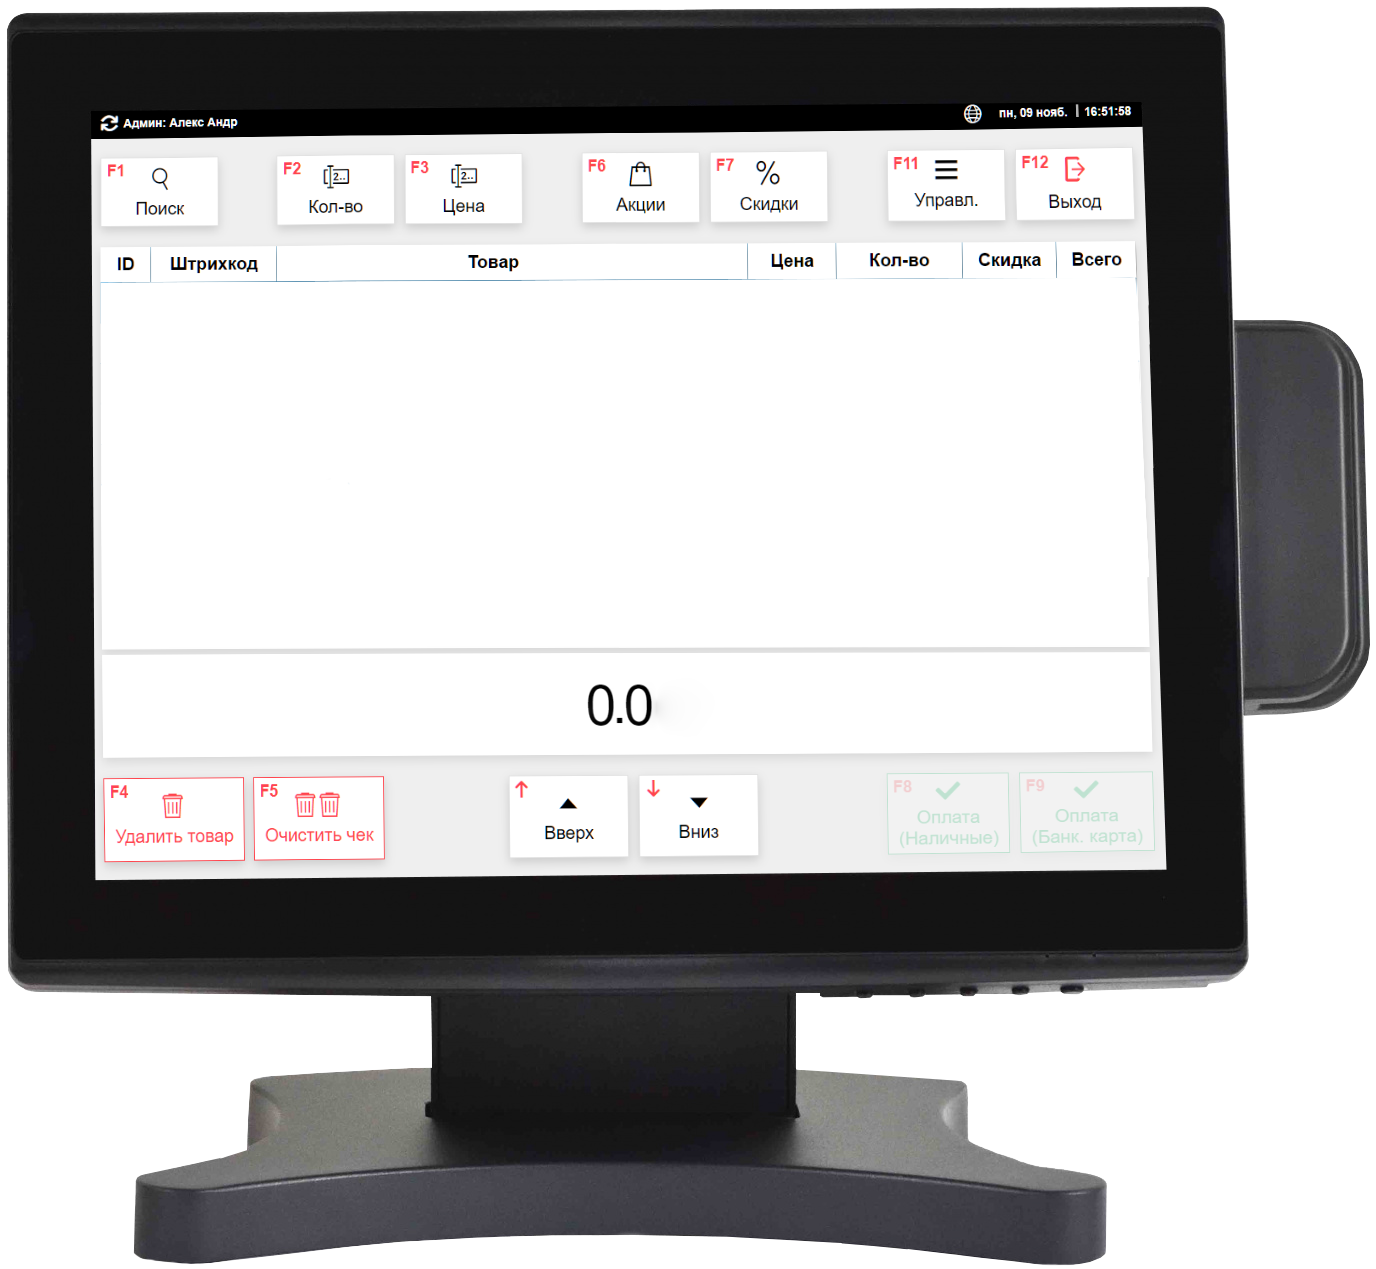 Админ: Алекс Андр
пн, 09 нояб. | 16:51:58
F1 Поиск
F2 2.. Кол-во
F3 2.. Цена
F6 Акции
F7 % Скидки
F11 Управл.
F12 Выход
ID Штрихкод Товар Цена Кол-во Скидка Всего
0.0
F4 Удалить товар
F5 Очистить чек
Вверх
Вниз
F8 Оплата
(Наличные)
F9 Оплата
(Банк. карта)